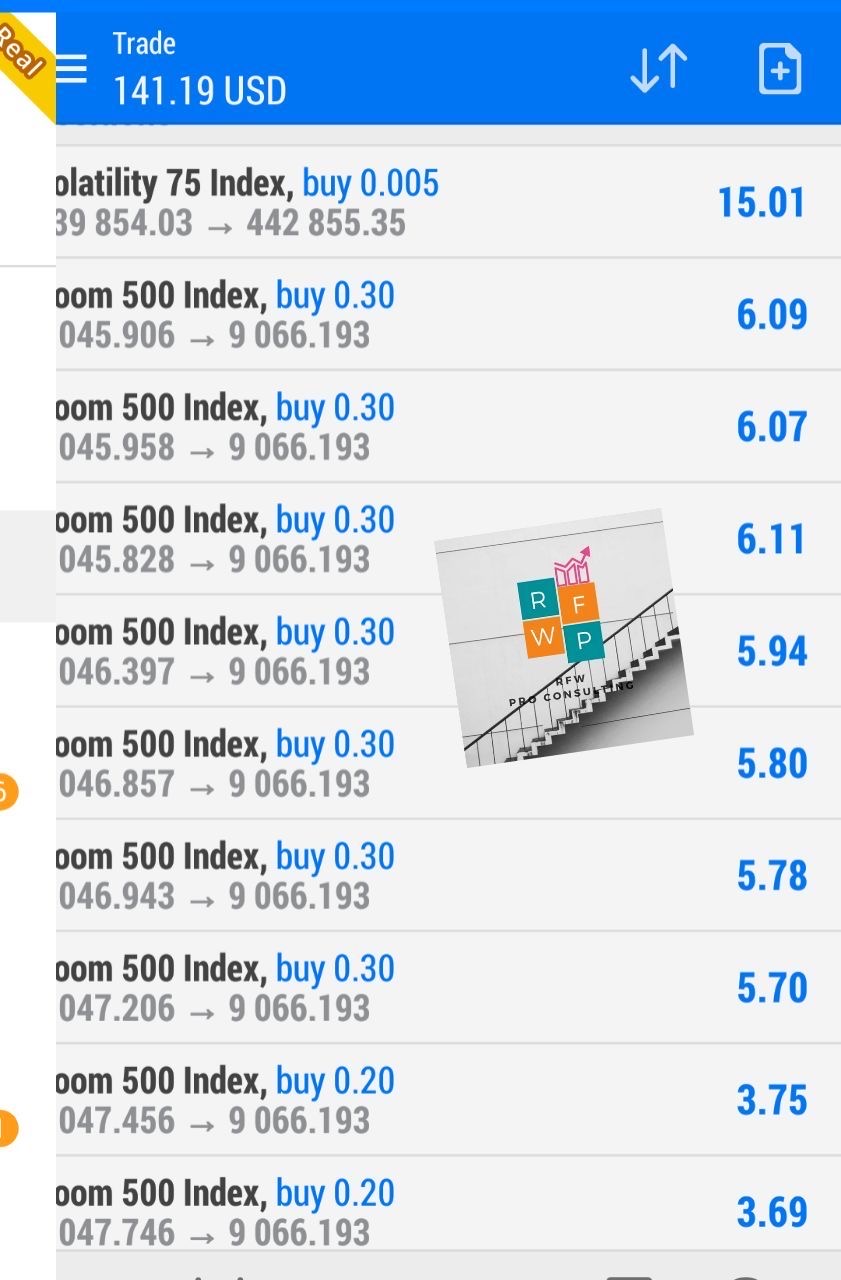 Real
Trade
141.19 USD
olatility 75 Index, buy 0.005
39 854.03 → 442 855.35
15.01
oom 500 Index, buy 0.30
045.906 → 9 066.193
6.09
oom 500 Index, buy 0.30
045.958 → 9 066.193
6.07
oom 500 Index, buy 0.30
045.828 → 9 066.193
6.11
oom 500 Index, buy 0.30
046.397 → 9 066.193
5.94
R F
W P
RFW
PRO CONSULTING
oom 500 Index, buy 0.30
046.857 → 9 066.193
5.80
oom 500 Index, buy 0.30
046.943 → 9 066.193
5.78
oom 500 Index, buy 0.30
047.206 → 9 066.193
5.70
oom 500 Index, buy 0.20
047.456 → 9 066.193
3.75
oom 500 Index, buy 0.20
047.746 → 9 066.193
3.69